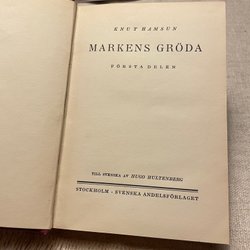 KNUT HAMSUN
MARKENS GRÖDA
FÖRSTA DELEN
TILL SVENSKA AV HUGO HULTENBERG
STOCKHOLM · SVENSKA ANDELSFÖRLAGET